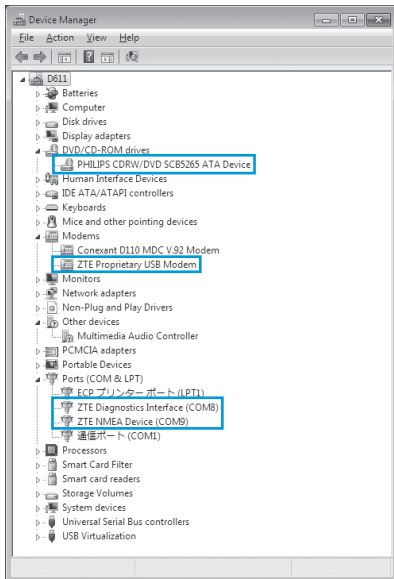 Device Manager
File Action View Help
D611
Batteries
Computer
Disk drives
Display adapters
DVD/CD-ROM drives
PHILIPS CDRW/DVD SCB5265 ATA Device
Human Interface Devices
IDE ATA/ATAPI controllers
Keyboards
Mice and other pointing devices
Modems
Conexant D110 MDC V.92 Modem
ZTE Proprietary USB Modem
Monitors
Network adapters
Non-Plug and Play Drivers
Other devices
Multimedia Audio Controller
PCMCIA adapters
Portable Devices
Ports (COM & LPT)
ECP プリンター ポート (LPT1)
ZTE Diagnostics Interface (COM8)
ZTE NMEA Device (COM9)
通信ポート (COM1)
Processors
Smart Card Filter
Smart card readers
Storage Volumes
System devices
Universal Serial Bus controllers
USB Virtualization